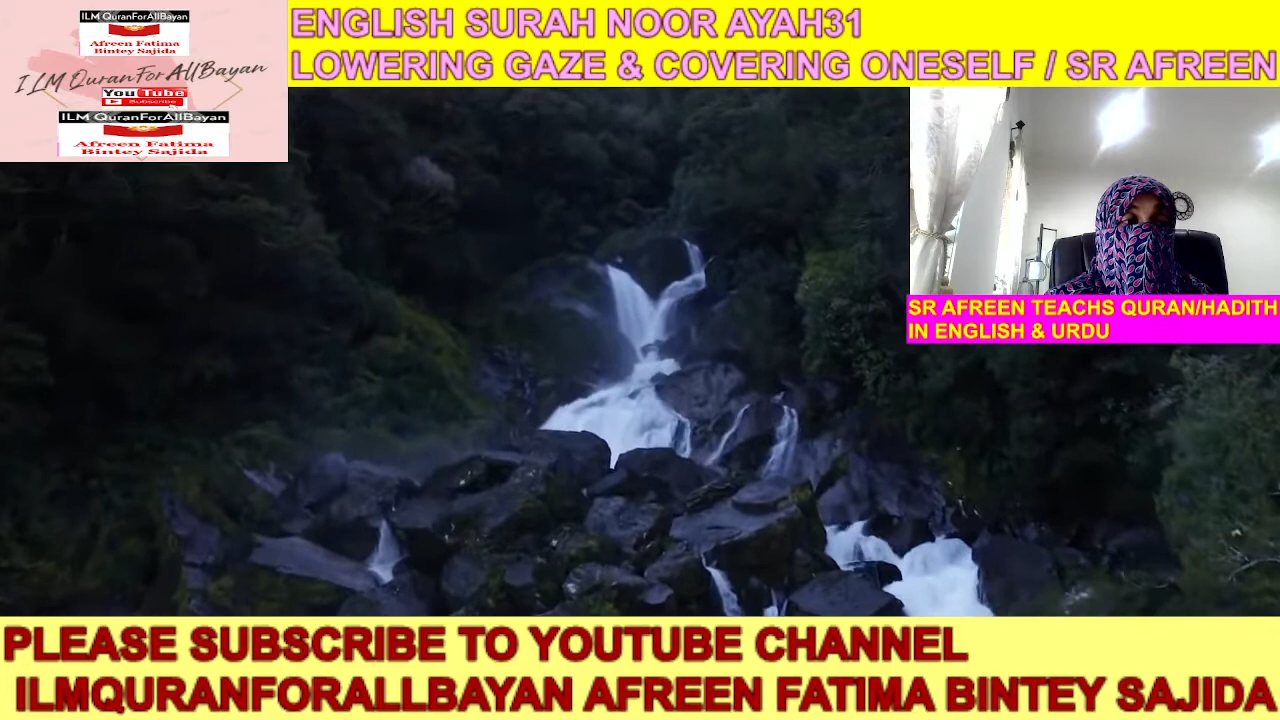 ILM QuranForAllBayan
Afreen Fatima
Bintey Sajida
ILM QuranForAllBayan
YouTube
Subscribe
ILM QuranForAllBayan
Afreen Fatima
Bintey Sajida
ENGLISH SURAH NOOR AYAH31
LOWERING GAZE & COVERING ONESELF / SR AFREEN
SR AFREEN TEACHS QURAN/HADITH
IN ENGLISH & URDU
PLEASE SUBSCRIBE TO YOUTUBE CHANNEL
ILMQURANFORALLBAYAN AFREEN FATIMA BINTEY SAJIDA